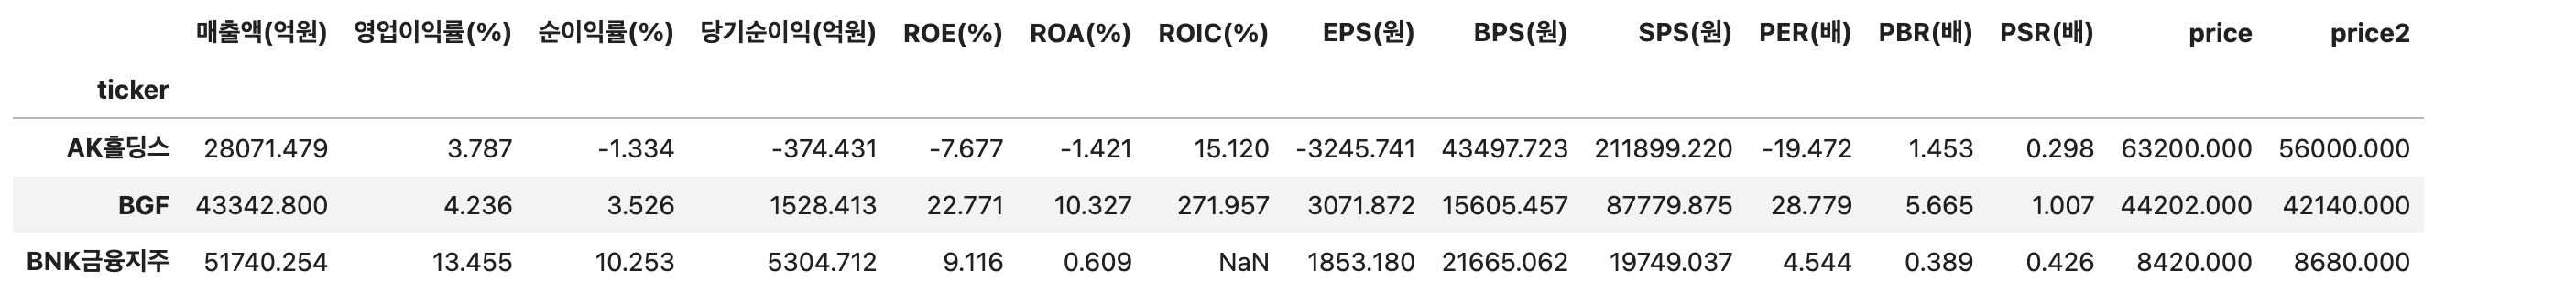 매출액(억원) 영업이익률(%) 순이익률(%) 당기순이익(억원) ROE(%) ROA(%) ROIC(%) EPS(원) BPS(원) SPS(원) PER(배) PBR(배) PSR(배) price price2
ticker
AK홀딩스 28071.479 3.787 -1.334 -374.431 -7.677 -1.421 15.120 -3245.741 43497.723 211899.220 -19.472 1.453 0.298 63200.000 56000.000
BGF 43342.800 4.236 3.526 1528.413 22.771 10.327 271.957 3071.872 15605.457 87779.875 28.779 5.665 1.007 44202.000 42140.000
BNK금융지주 51740.254 13.455 10.253 5304.712 9.116 0.609 NaN 1853.180 21665.062 19749.037 4.544 0.389 0.426 8420.000 8680.000